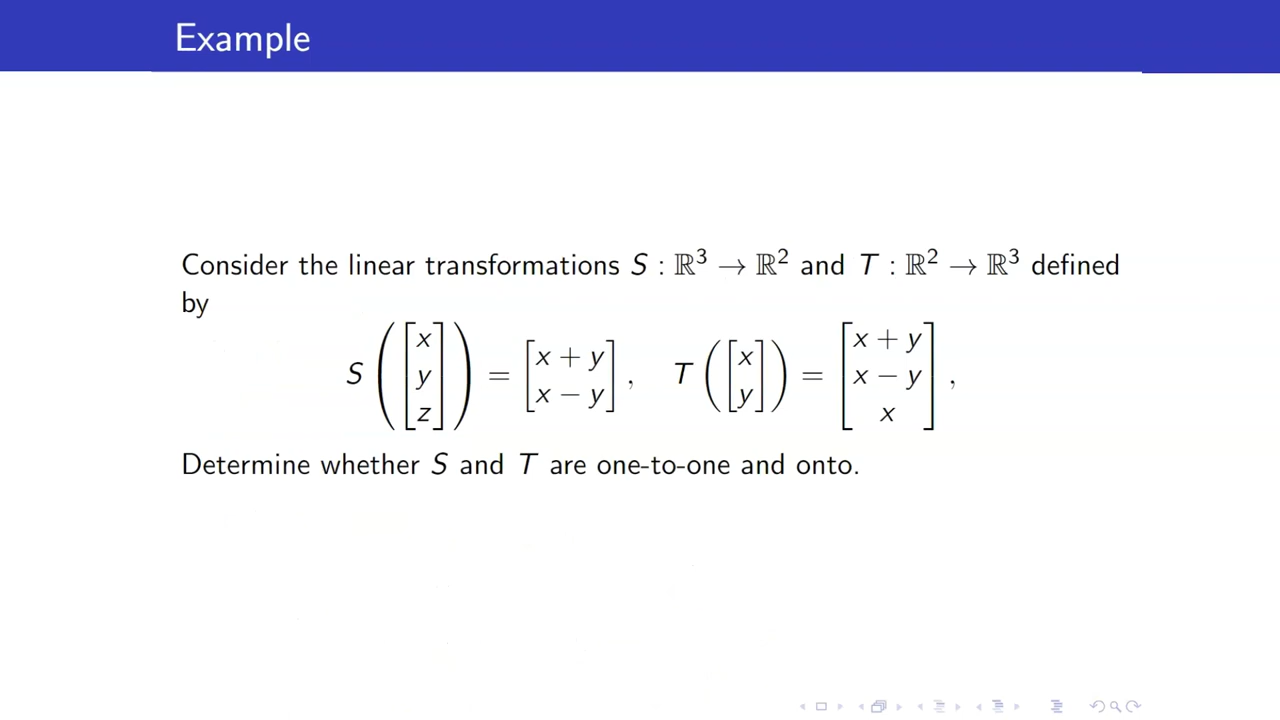 Example
Consider the linear transformations S : ℝ³ → ℝ² and T : ℝ² → ℝ³ defined
by
S([x y z]) = [x + y x − y], T([x y]) = [x + y x − y x],
Determine whether S and T are one-to-one and onto.